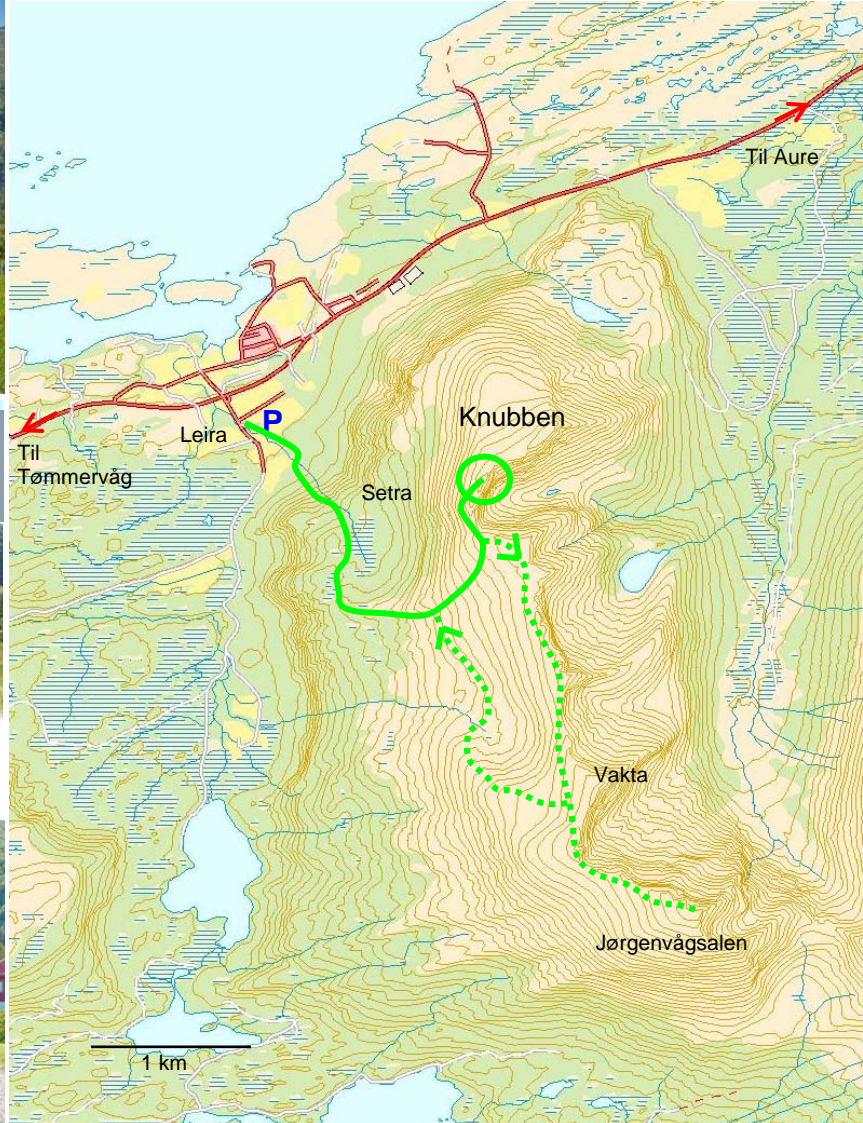 Til Aure
Knubben
P
Leira
Til
Tømmervåg
Setra
Vakta
Jørgenvågsalen
1 km